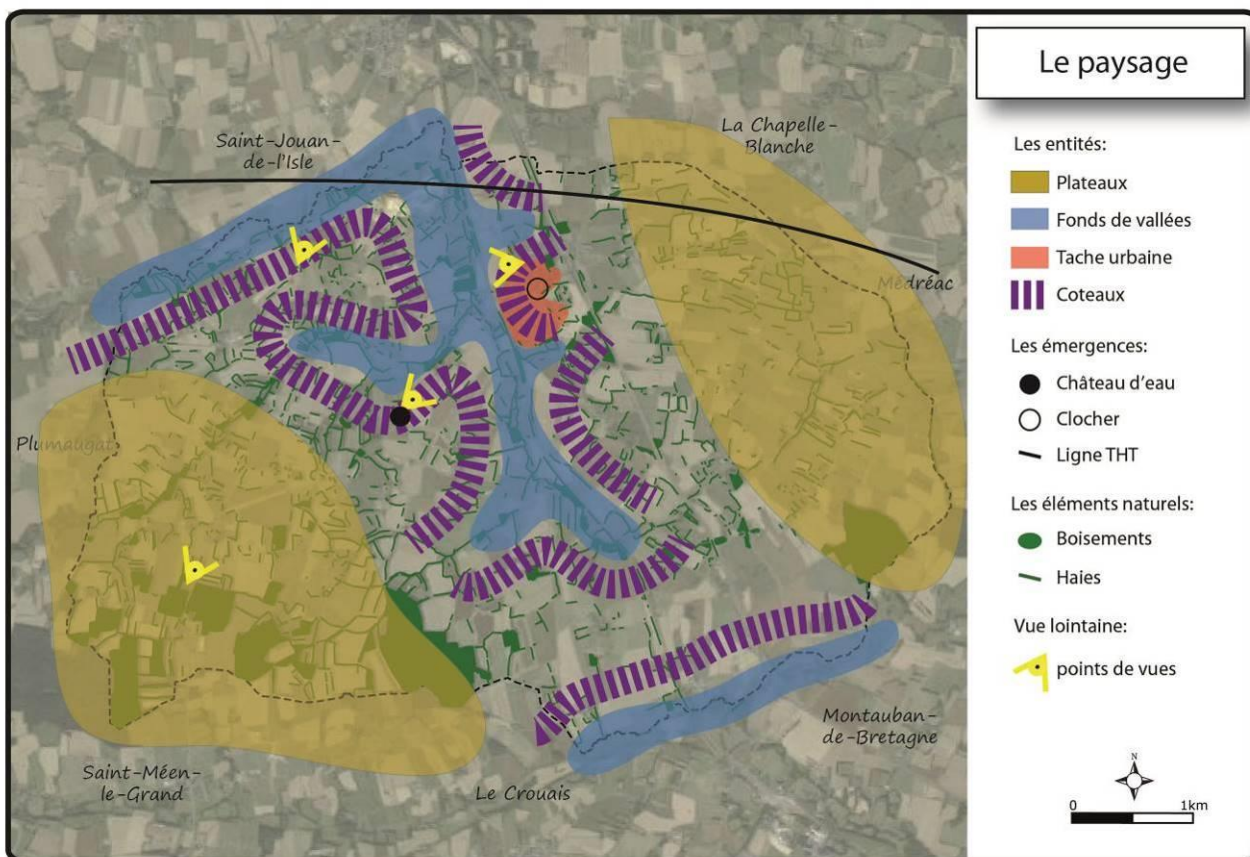 Le paysage
Saint-Jouan-
de-l'Isle
La Chapelle-
Blanche
Médréac
Plumaugat
Saint-Méen-
le-Grand
Le Crouais
Montauban-
de-Bretagne
Les entités:
Plateaux
Fonds de vallées
Tache urbaine
Coteaux
Les émergences:
Château d'eau
Clocher
Ligne THT
Les éléments naturels:
Boisements
Haies
Vue lointaine:
points de vues
N
0 1km